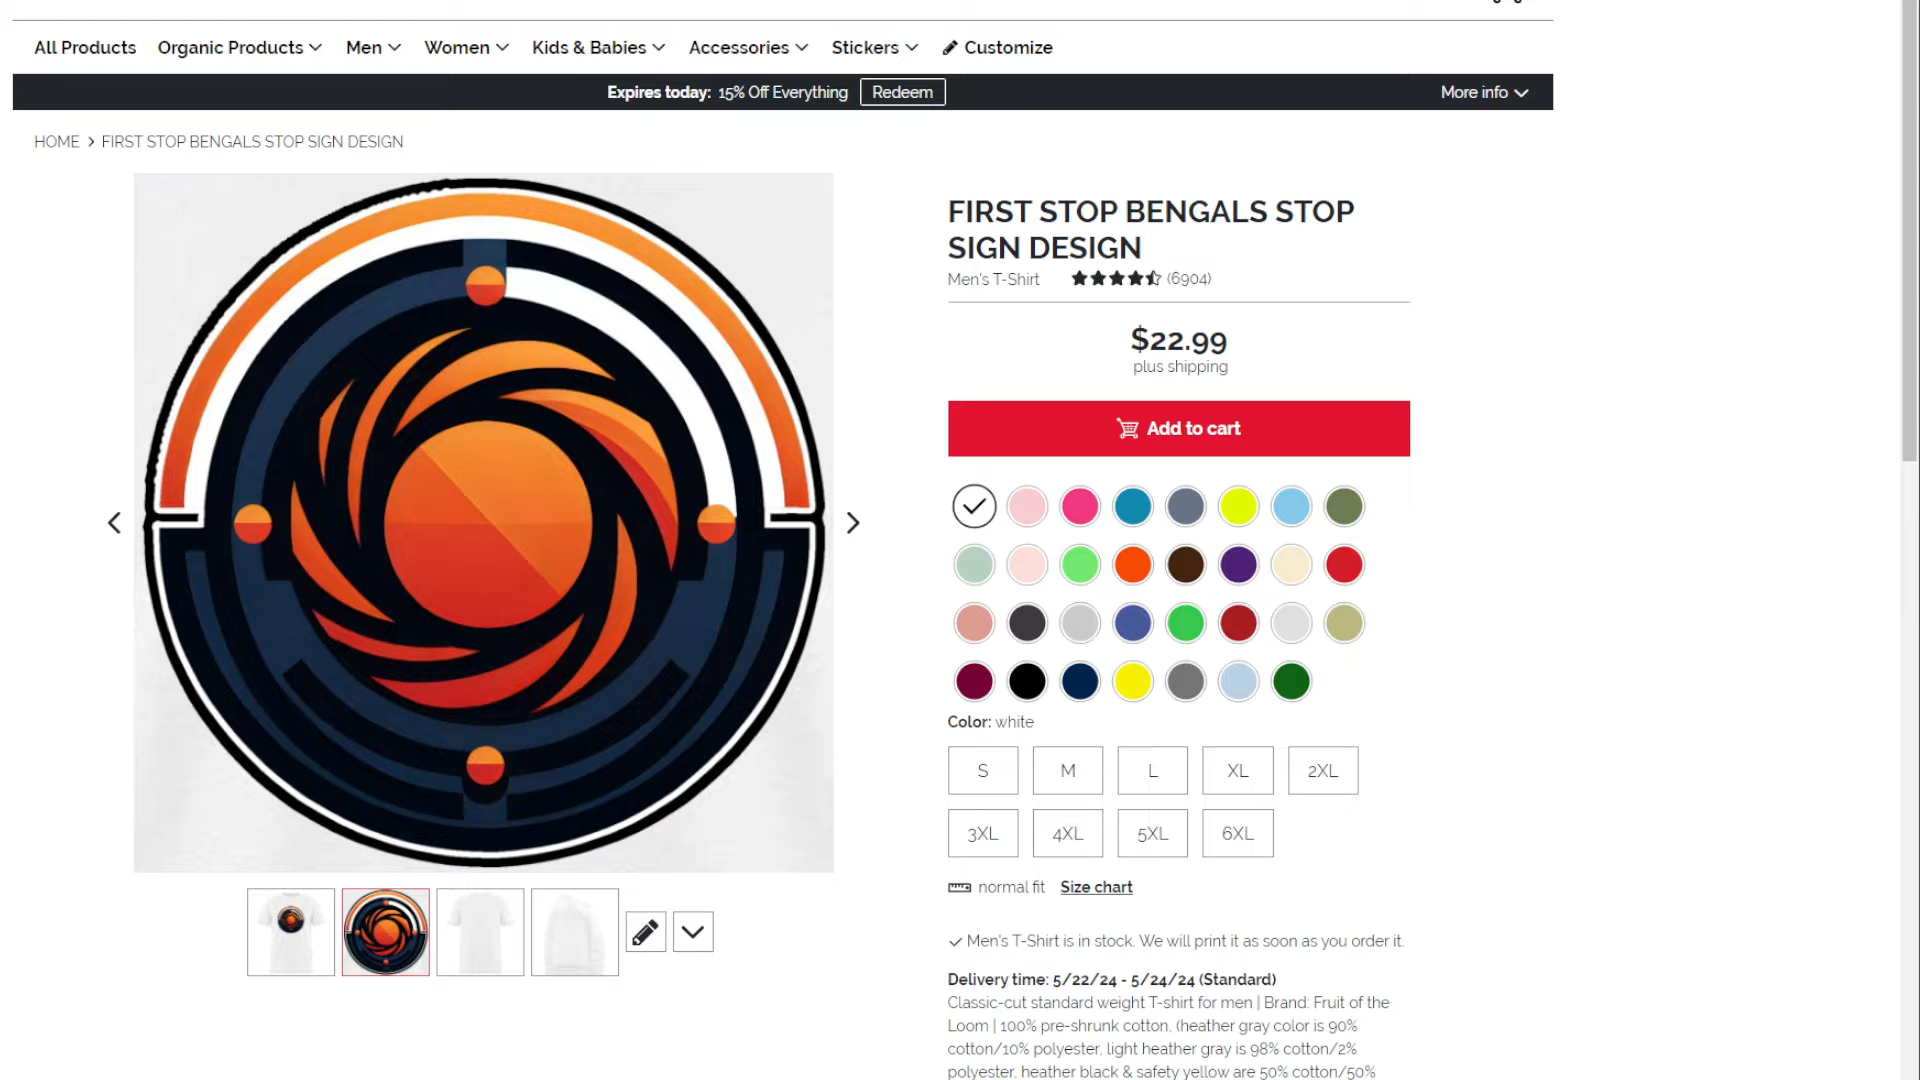 All Products Organic Products Men Women Kids & Babies Accessories Stickers Customize
Expires today: 15% Off Everything Redeem More info
HOME > FIRST STOP BENGALS STOP SIGN DESIGN
FIRST STOP BENGALS STOP
SIGN DESIGN
Men's T-Shirt (6904)
$22.99
plus shipping
Add to cart
Color: white
S M L XL 2XL
3XL 4XL 5XL 6XL
normal fit Size chart
Men's T-Shirt is in stock. We will print it as soon as you order it.
Delivery time: 5/22/24 - 5/24/24 (Standard)
Classic-cut standard weight T-shirt for men | Brand: Fruit of the
Loom | 100% pre-shrunk cotton, (heather gray color is 90%
cotton/10% polyester, light heather gray is 98% cotton/2%
polyester, heather black & safety yellow are 50% cotton/50%